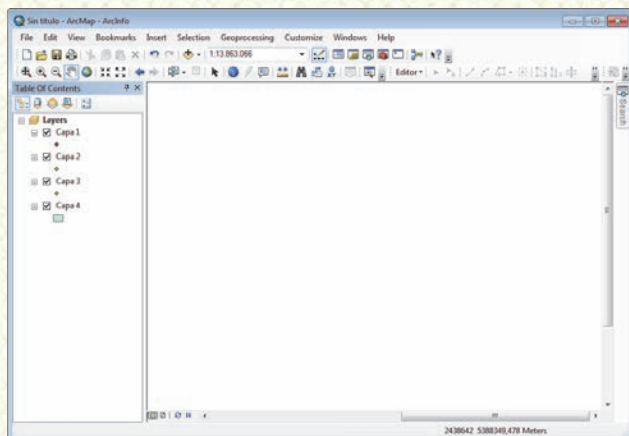 Sin titulo - ArcMap - ArcInfo
File Edit View Bookmarks Insert Selection Geoprocessing Customize Windows Help
1:13.863.066
Editor
Table Of Contents
Layers
Capa 1
Capa 2
Capa 3
Capa 4
Search
2438642 5388349,478 Meters